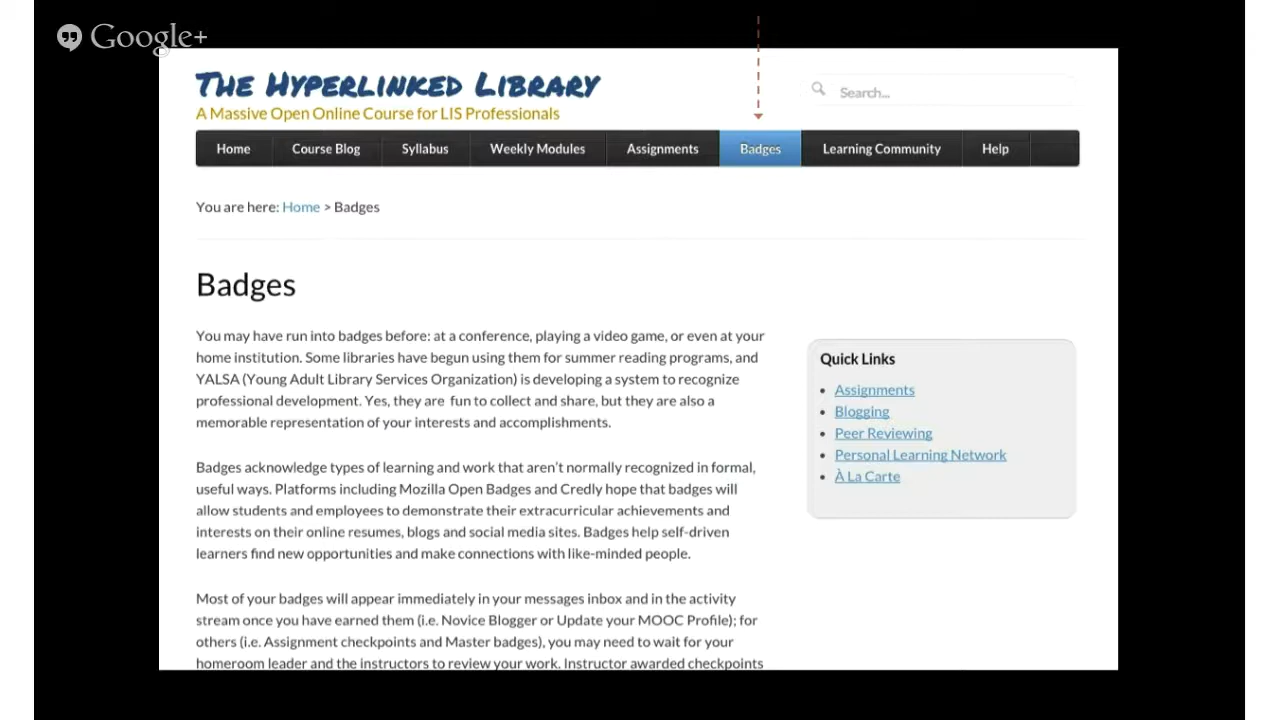 Google+
The Hyperlinked Library
A Massive Open Online Course for LIS Professionals
Search...
Home Course Blog Syllabus Weekly Modules Assignments Badges Learning Community Help
You are here: Home > Badges
Badges
You may have run into badges before: at a conference, playing a video game, or even at your
home institution. Some libraries have begun using them for summer reading programs, and
YALSA (Young Adult Library Services Organization) is developing a system to recognize
professional development. Yes, they are fun to collect and share, but they are also a
memorable representation of your interests and accomplishments.
Badges acknowledge types of learning and work that aren't normally recognized in formal,
useful ways. Platforms including Mozilla Open Badges and Credly hope that badges will
allow students and employees to demonstrate their extracurricular achievements and
interests on their online resumes, blogs and social media sites. Badges help self-driven
learners find new opportunities and make connections with like-minded people.
Most of your badges will appear immediately in your messages inbox and in the activity
stream once you have earned them (i.e. Novice Blogger or Update your MOOC Profile); for
others (i.e. Assignment checkpoints and Master badges), you may need to wait for your
homeroom leader and the instructors to review your work. Instructor awarded checkpoints
Quick Links
Assignments
Blogging
Peer Reviewing
Personal Learning Network
À La Carte